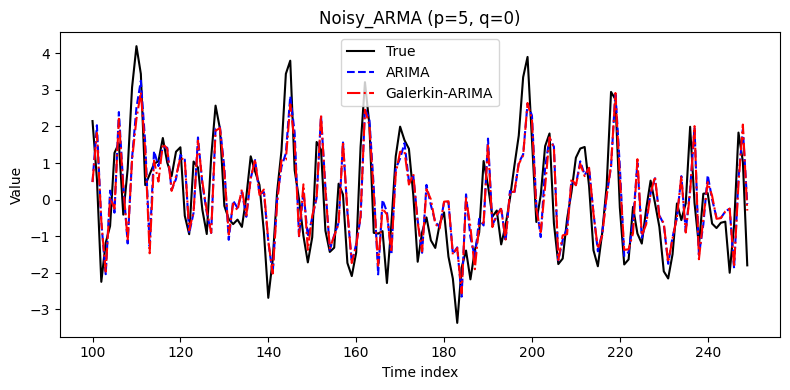 Noisy_ARMA (p=5, q=0)
True
ARIMA
Galerkin-ARIMA
Value
4
3
2
1
0
−1
−2
−3
100 120 140 160 180 200 220 240
Time index